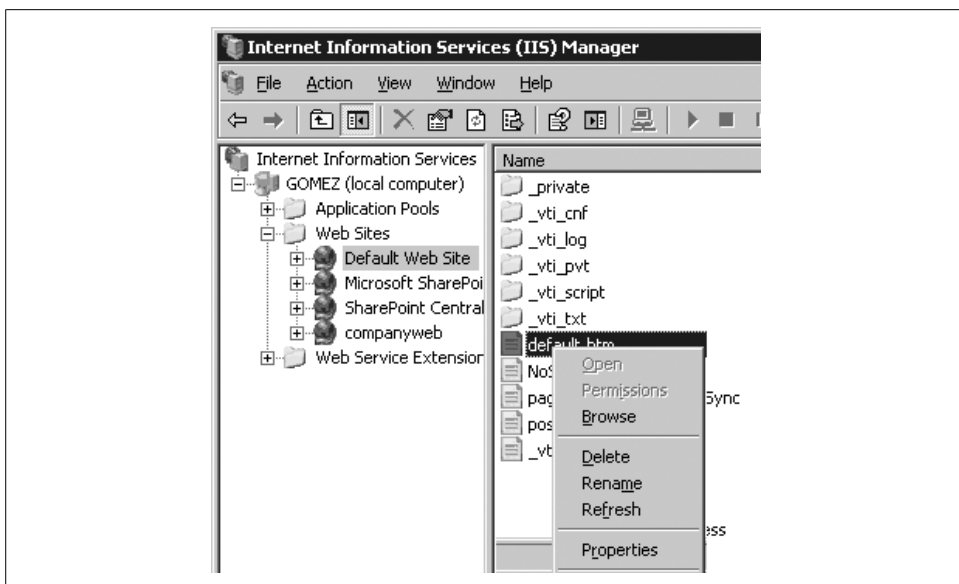 Internet Information Services (IIS) Manager
File Action View Window Help
Internet Information Services
GOMEZ (local computer)
Application Pools
Web Sites
Default Web Site
Microsoft SharePoi
SharePoint Central
companyweb
Web Service Extension
Name
_private
_vti_cnf
_vti_log
_vti_pvt
_vti_script
_vti_txt
default.htm
Open
Permissions
Browse
Delete
Rename
Refresh
Properties